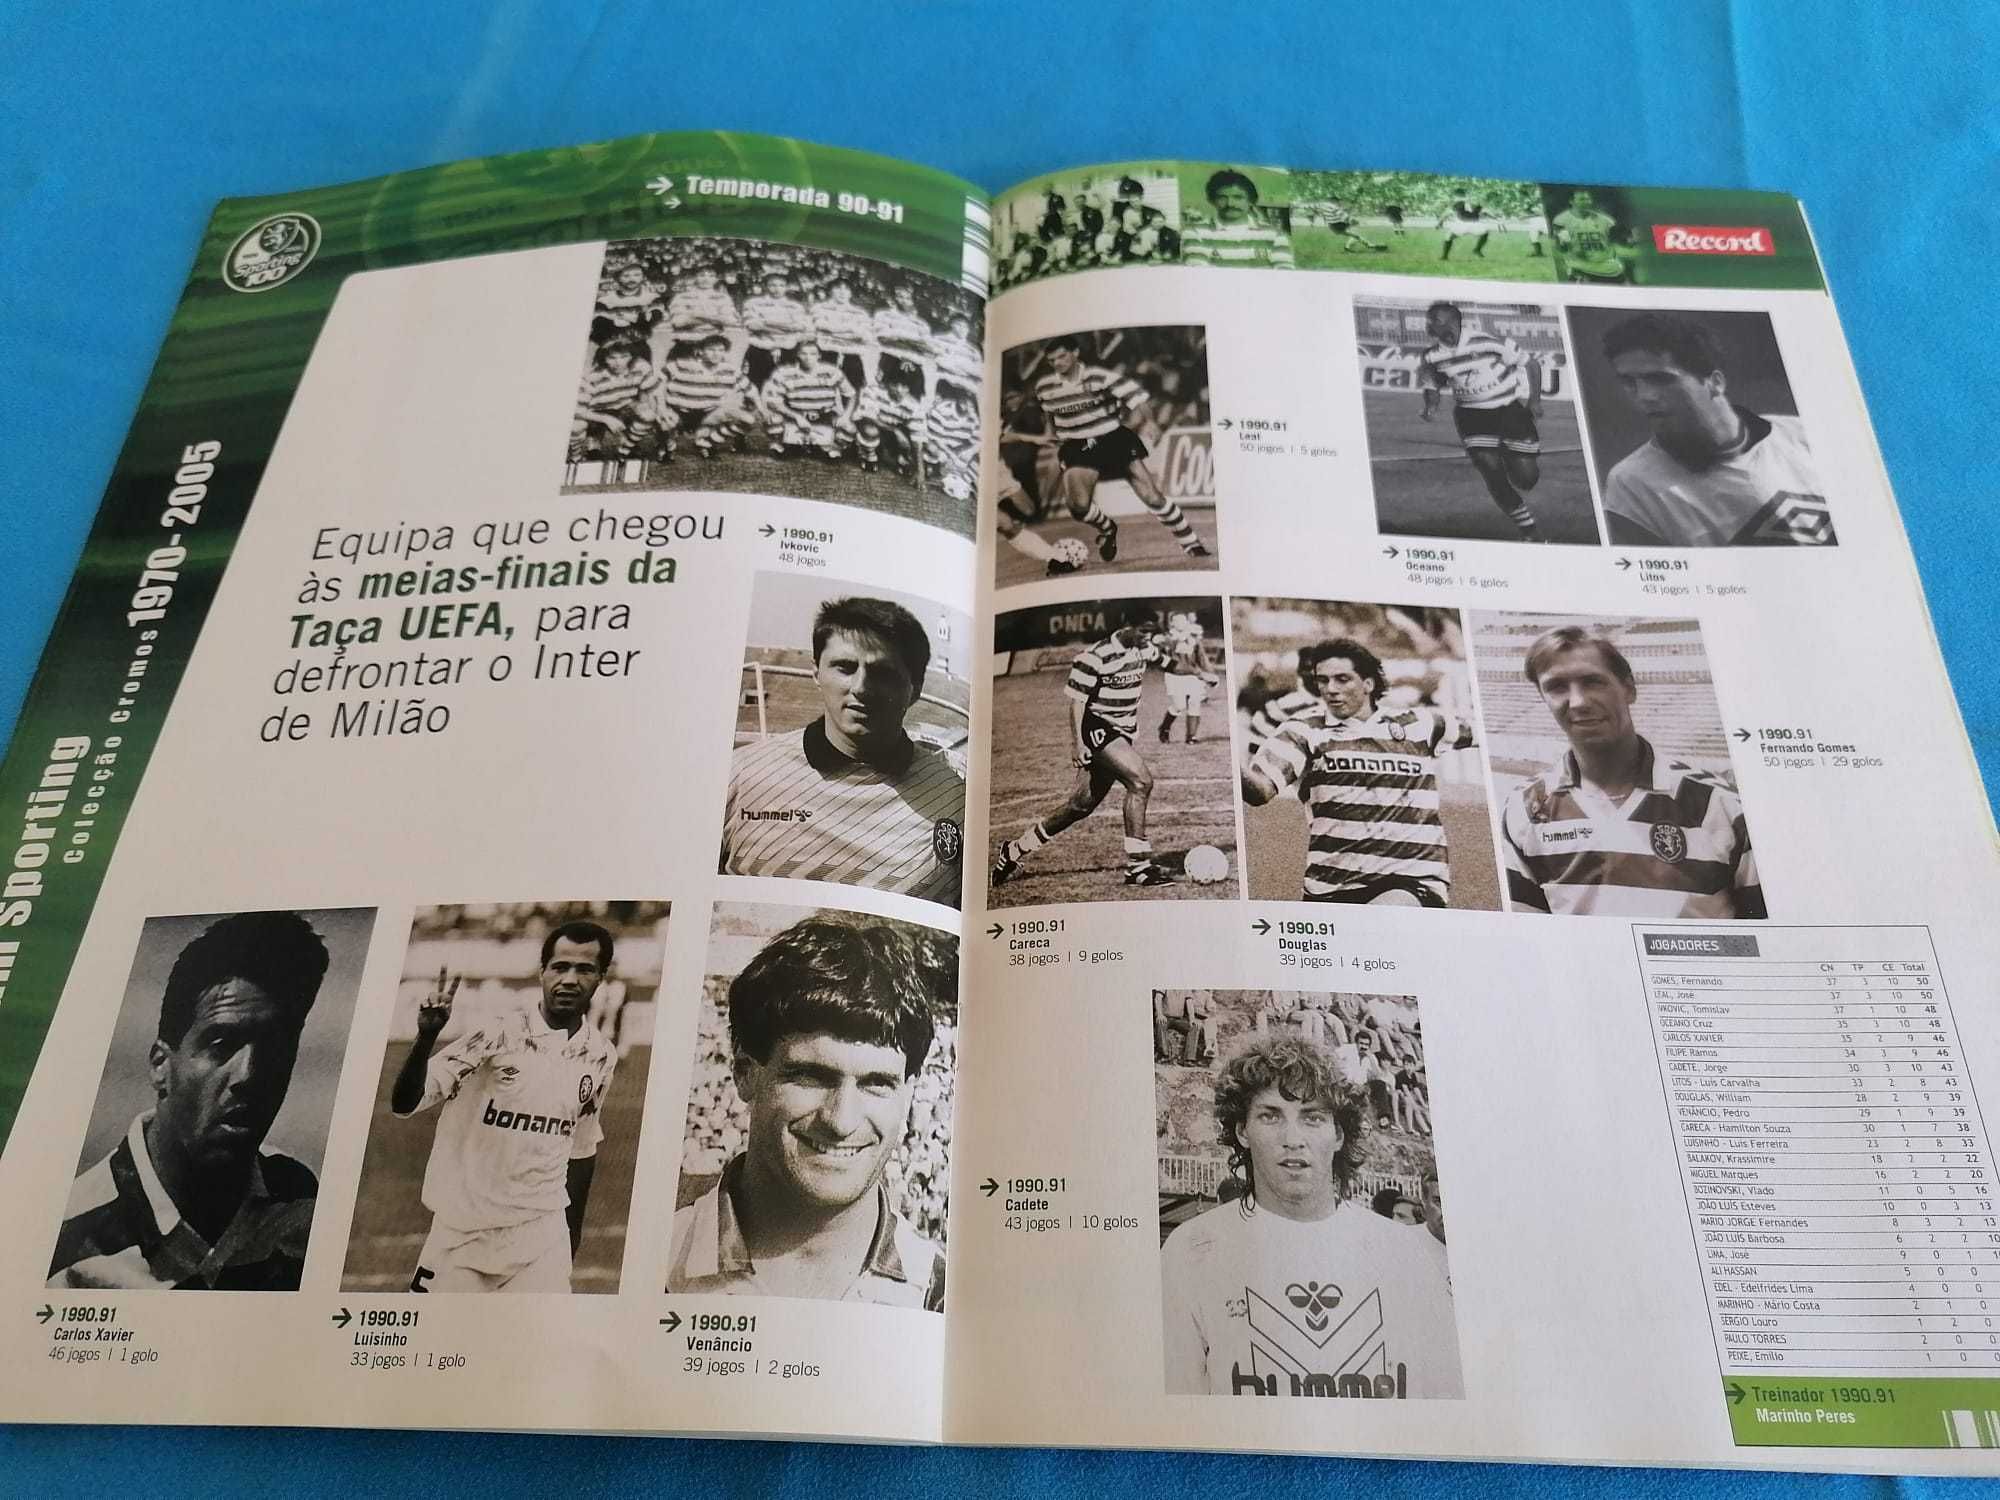 Temporada 90-91
Sporting
100
Sporting
Colecção Cromos 1970-2005
Equipa que chegou
às meias-finais da
Taça UEFA, para
defrontar o Inter
de Milão
1990.91
Ivkovic
48 jogos
hummel
1990.91
Carlos Xavier
46 jogos | 1 golo
bonança
1990.91
Luisinho
33 jogos | 1 golo
1990.91
Venâncio
39 jogos | 2 golos
Record
1990.91
Leal
50 jogos | 5 golos
1990.91
Oceano
48 jogos | 6 golos
1990.91
Litos
43 jogos | 5 golos
bonança
10
1990.91
Careca
38 jogos | 9 golos
bonança
1990.91
Douglas
39 jogos | 4 golos
hummel
1990.91
Fernando Gomes
50 jogos | 29 golos
1990.91
Cadete
43 jogos | 10 golos
hummel
JOGADORES
CN TP CE Total
GOMES, Fernando 37 3 10 50
LEAL, José 37 3 10 50
IVKOVIC, Tomislav 37 1 10 48
OCEANO Cruz 35 3 10 48
CARLOS XAVIER 35 2 9 46
FILIPE Ramos 34 3 9 46
CADETE, Jorge 30 3 10 43
LITOS - Luís Carvalha 33 2 8 43
DOUGLAS, William 28 2 9 39
VENÂNCIO, Pedro 29 1 9 39
CARECA - Hamilton Souza 30 1 7 38
LUISINHO - Luis Ferreira 23 2 8 33
BALAKOV, Krassimire 18 2 2 22
MIGUEL Marques 16 2 2 20
BOZINOVSKI, Vlado 11 0 5 16
JOÃO LUÍS Esteves 10 0 3 13
MÁRIO JORGE Fernandes 8 3 2 13
JOÃO LUÍS Barbosa 6 2 2 10
LIMA, José 9 0 1
ALI HASSAN 5 0 0
EDEL - Edelfrides Lima 4 0 0
MARINHO - Mário Costa 2 1 0
SÉRGIO Louro 1 2 0
PAULO TORRES 2 0 0
PEIXE, Emílio 1 0 0
Treinador 1990.91
Marinho Peres